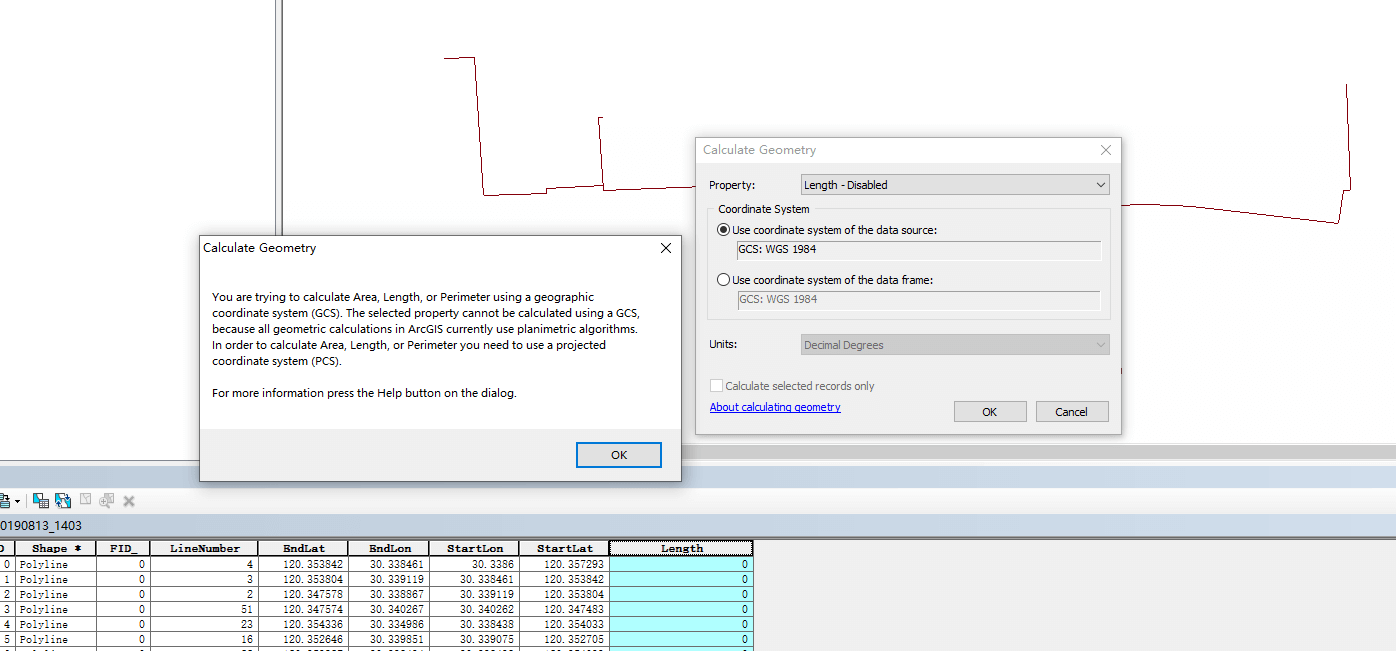 Calculate Geometry
Property:
Length - Disabled
Coordinate System
Use coordinate system of the data source:
GCS: WGS 1984
Use coordinate system of the data frame:
GCS: WGS 1984
Units:
Decimal Degrees
Calculate selected records only
About calculating geometry
OK
Cancel
Calculate Geometry
You are trying to calculate Area, Length, or Perimeter using a geographic
coordinate system (GCS). The selected property cannot be calculated using a GCS,
because all geometric calculations in ArcGIS currently use planimetric algorithms.
In order to calculate Area, Length, or Perimeter you need to use a projected
coordinate system (PCS).
For more information press the Help button on the dialog.
OK
0190813_1403
Shape * FID_ LineNumber EndLat EndLon StartLon StartLat Length
0 Polyline 0 4 120.353842 30.338461 30.3386 120.357293 0
1 Polyline 0 3 120.353804 30.339119 30.338461 120.353842 0
2 Polyline 0 2 120.347578 30.338867 30.339119 120.353804 0
3 Polyline 0 51 120.347574 30.340267 30.340262 120.347483 0
4 Polyline 0 23 120.354336 30.334986 30.338438 120.354033 0
5 Polyline 0 16 120.352646 30.339851 30.339075 120.352705 0